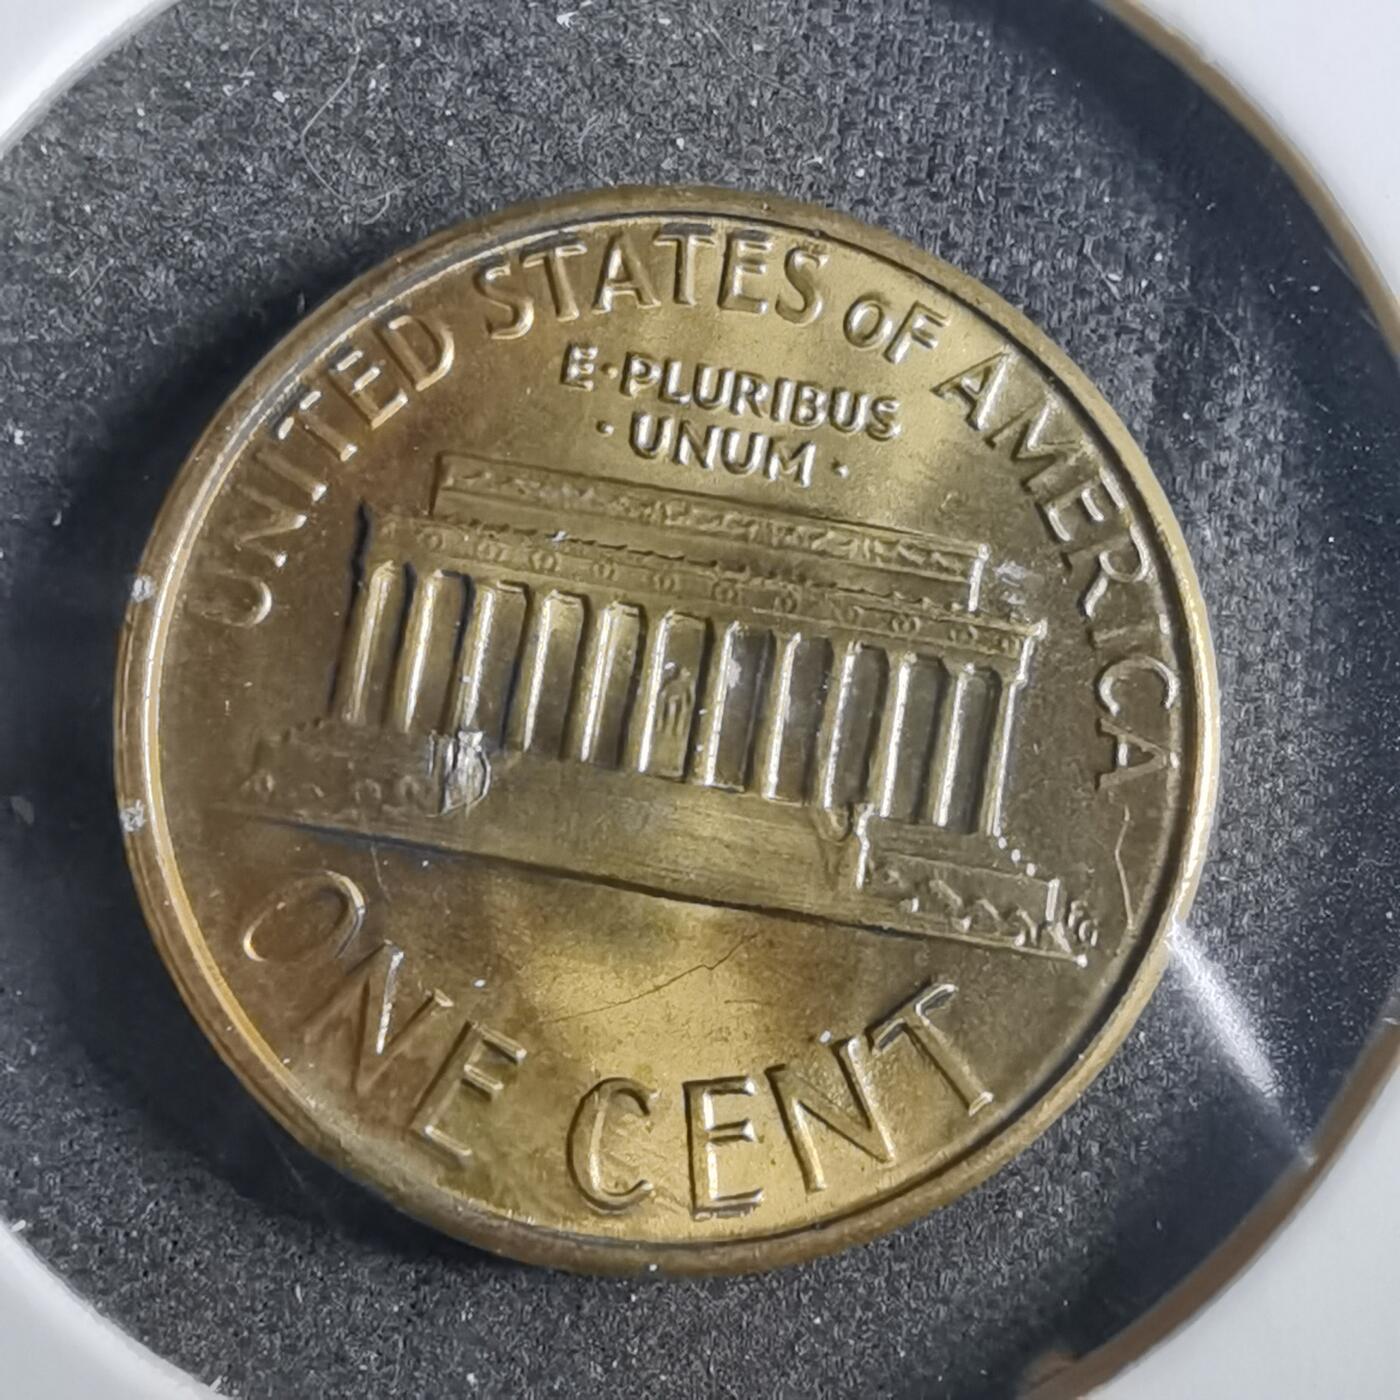 UNITED STATES OF AMERICA
E·PLURIBUS
·UNUM·
ONE CENT